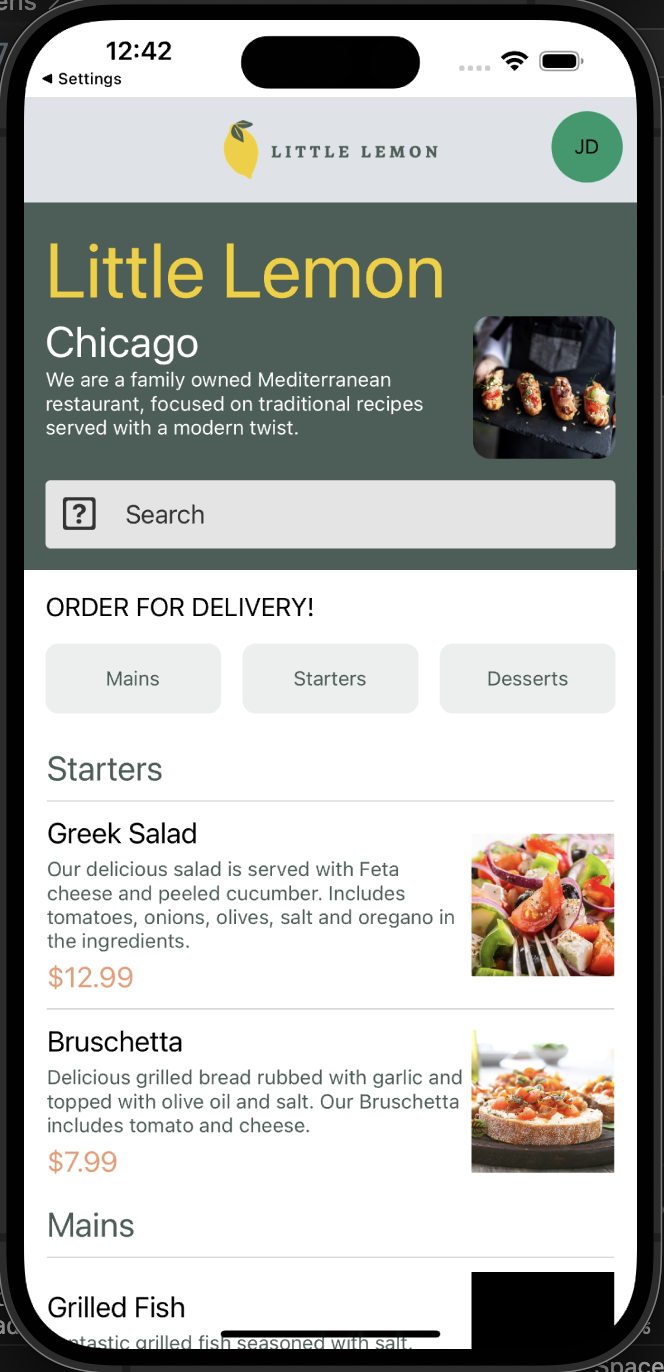 12:42
◀ Settings
LITTLE LEMON
JD
Little Lemon
Chicago
We are a family owned Mediterranean
restaurant, focused on traditional recipes
served with a modern twist.
? Search
ORDER FOR DELIVERY!
Mains Starters Desserts
Starters
Greek Salad
Our delicious salad is served with Feta
cheese and peeled cucumber. Includes
tomatoes, onions, olives, salt and oregano in
the ingredients.
$12.99
Bruschetta
Delicious grilled bread rubbed with garlic and
topped with olive oil and salt. Our Bruschetta
includes tomato and cheese.
$7.99
Mains
Grilled Fish
grilled fish seasoned with salt.
Space